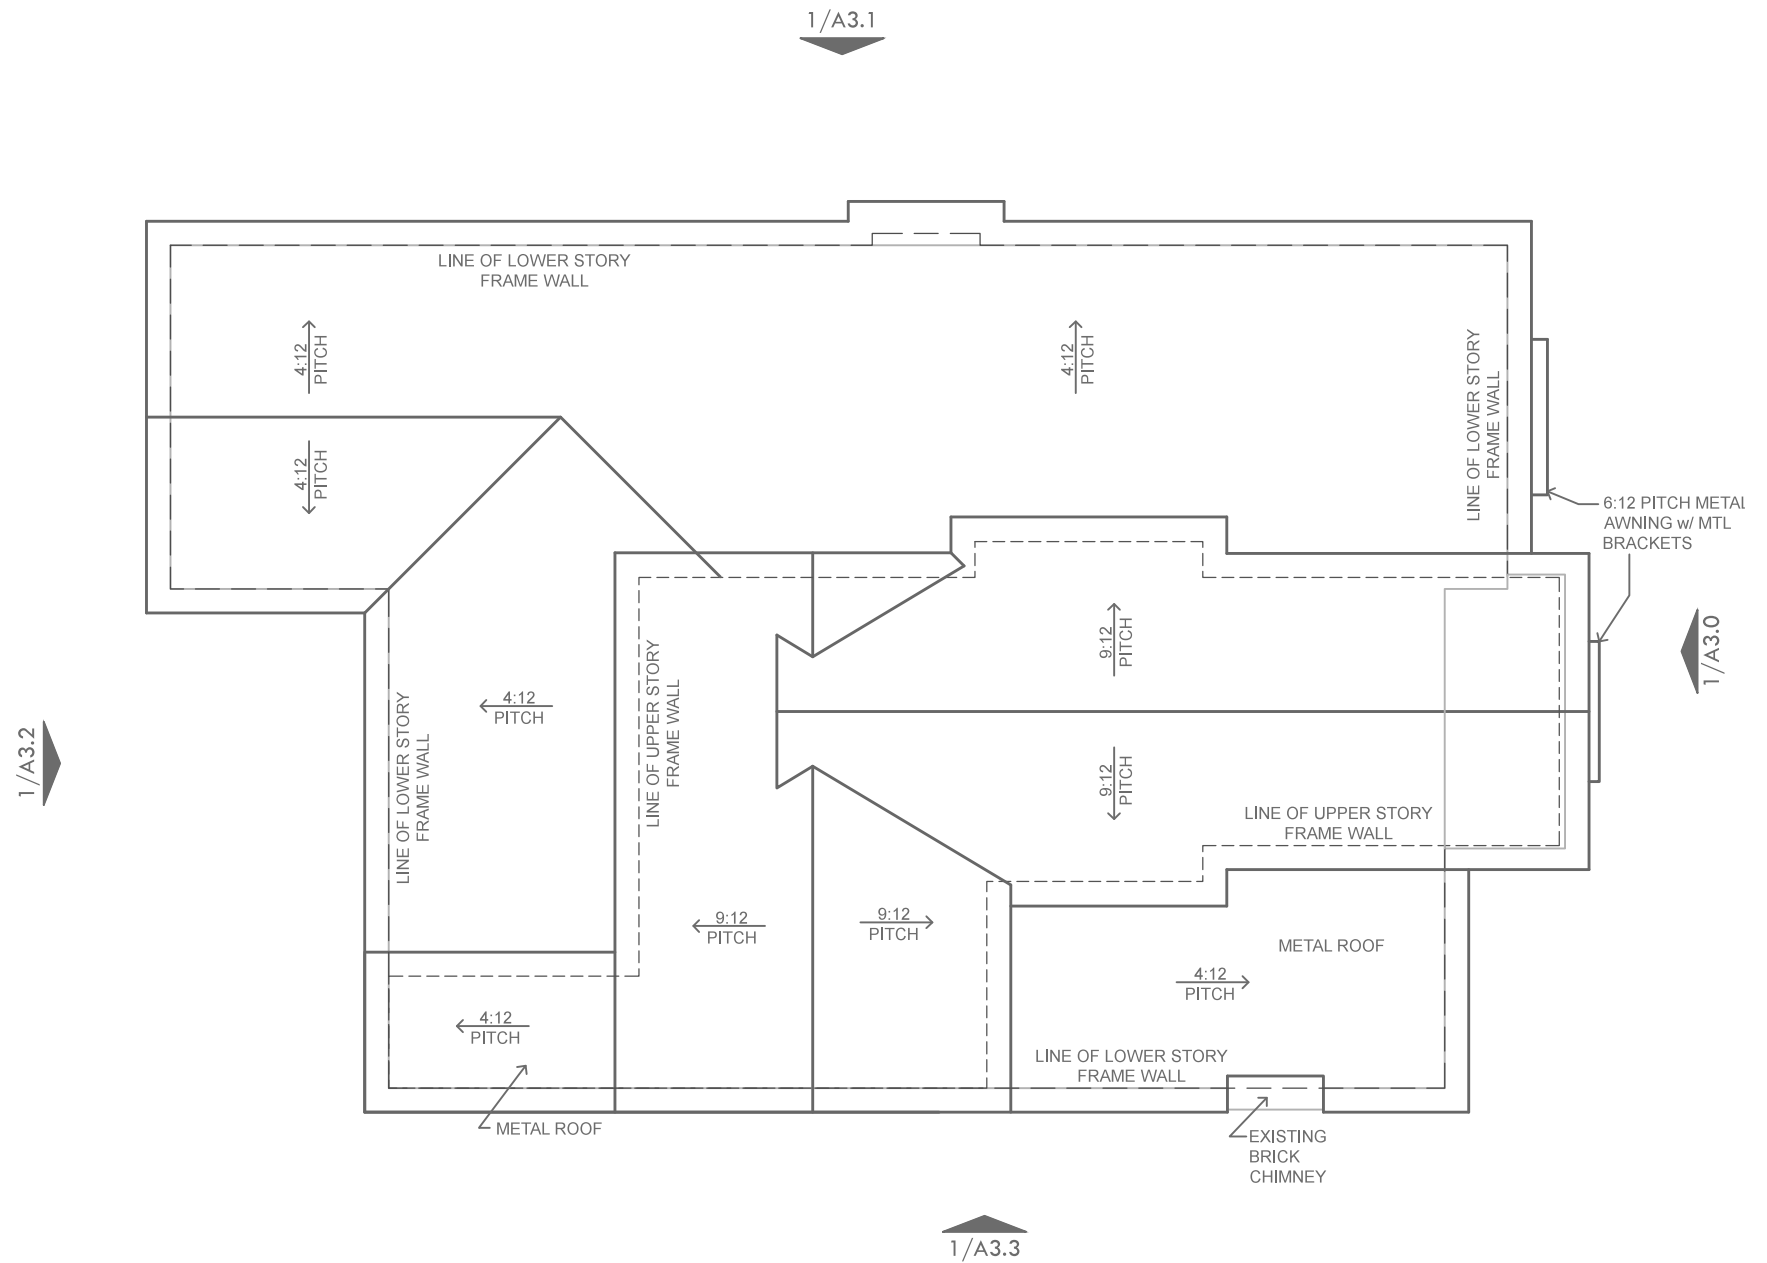 1/A3.1
LINE OF LOWER STORY
FRAME WALL
4:12
PITCH
4:12
PITCH
LINE OF LOWER STORY
FRAME WALL
4:12
PITCH
6:12 PITCH METAL
AWNING w/ MTL
BRACKETS
1/A3.0
9:12
PITCH
LINE OF UPPER STORY
FRAME WALL
4:12
PITCH
LINE OF LOWER STORY
FRAME WALL
1/A3.2
9:12
PITCH
LINE OF UPPER STORY
FRAME WALL
9:12
PITCH
9:12
PITCH
METAL ROOF
4:12
PITCH
4:12
PITCH
LINE OF LOWER STORY
FRAME WALL
METAL ROOF
EXISTING
BRICK
CHIMNEY
1/A3.3